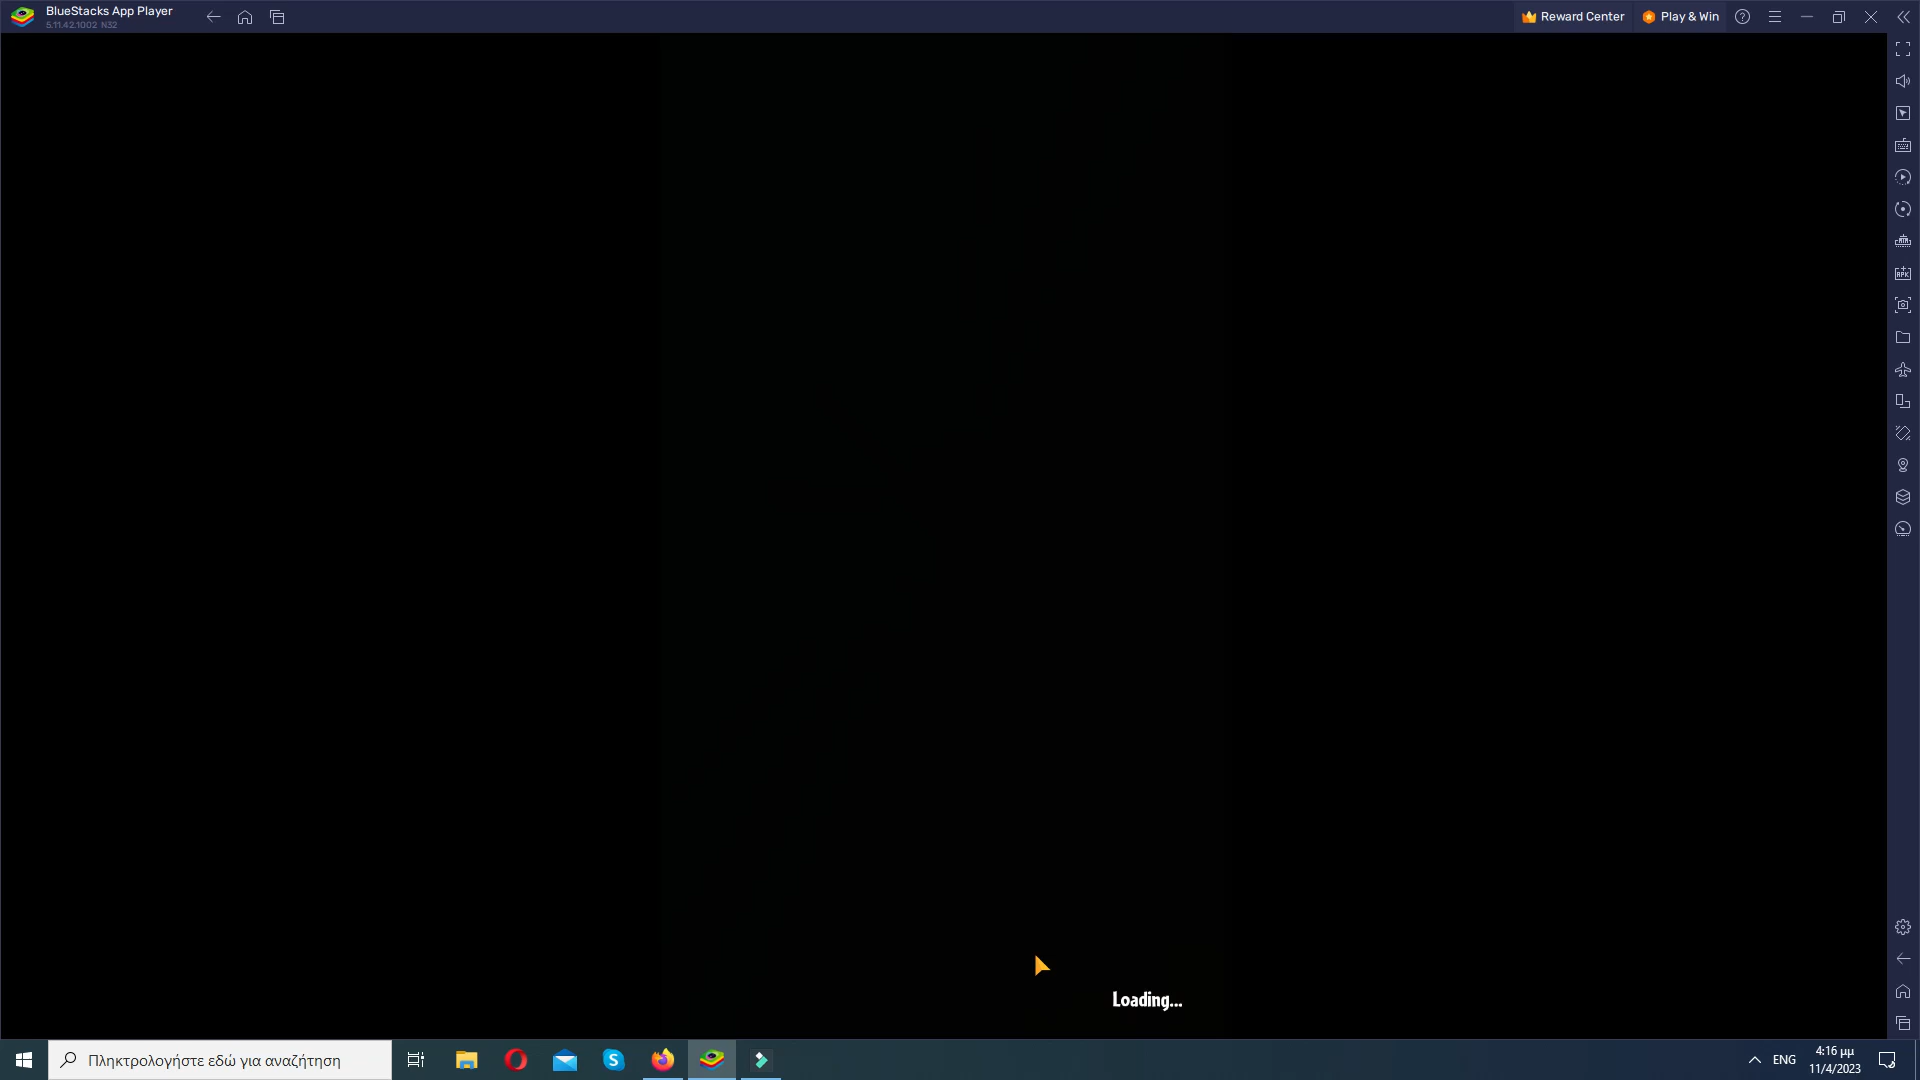 BlueStacks App Player
5.11.42.1002 N32
Reward Center
Play & Win
APK
Loading...
Πληκτρολογήστε εδώ για αναζήτηση
ENG
4:16 μμ
11/4/2023